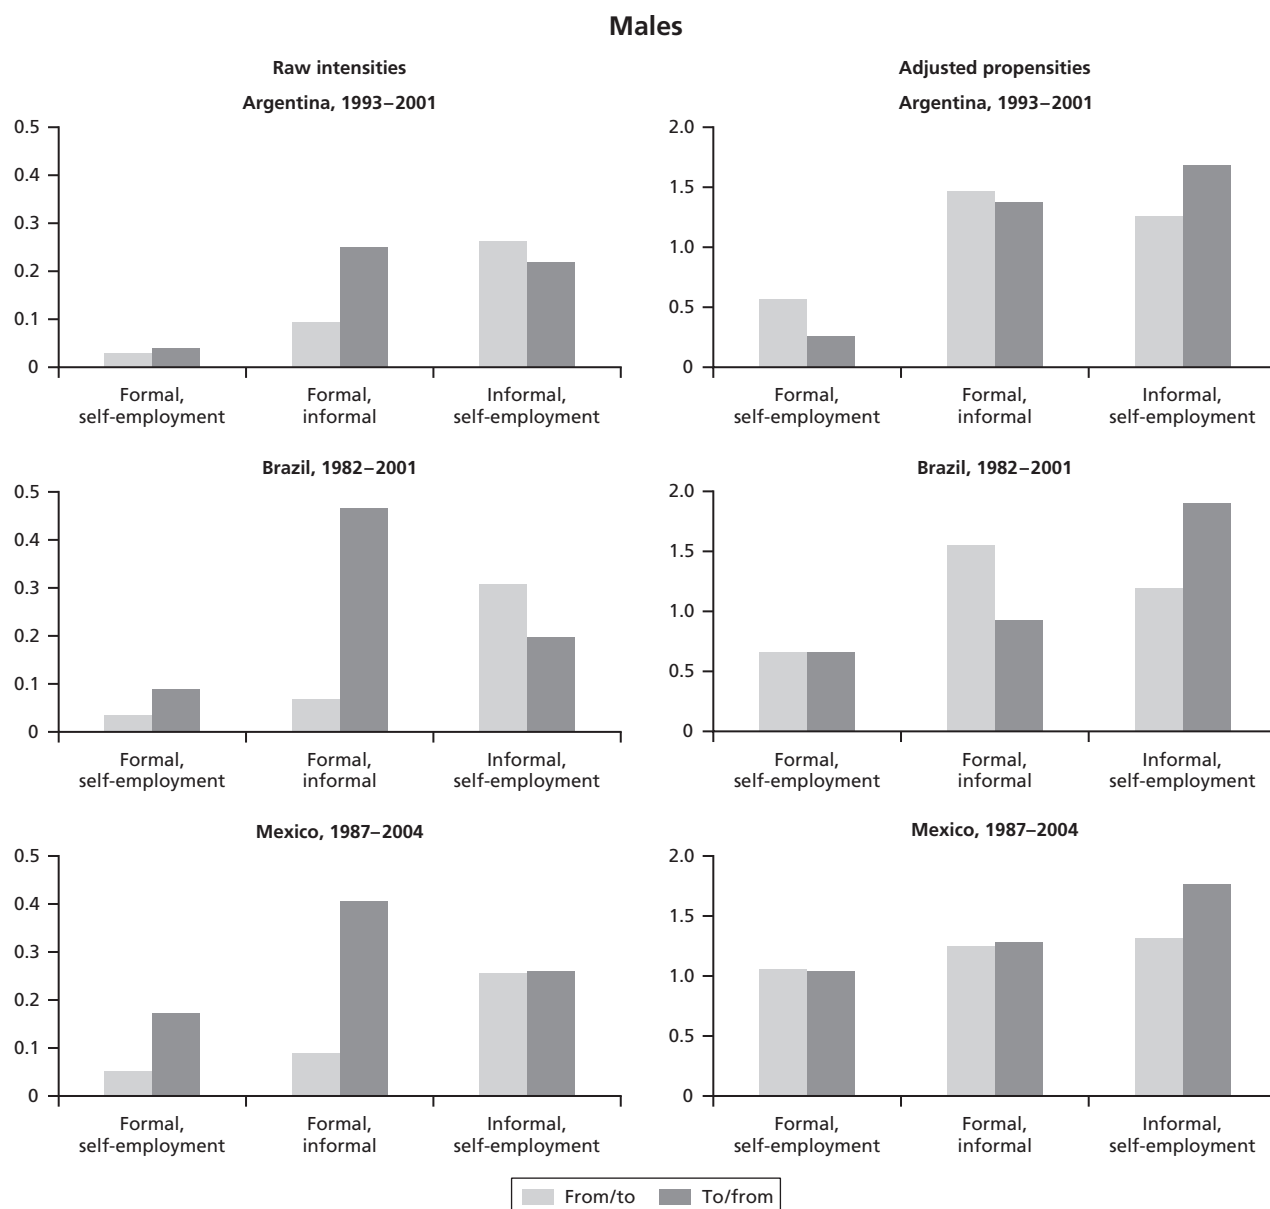 Males
Raw intensities
Argentina, 1993–2001
0.5
0.4
0.3
0.2
0.1
0
Formal,
self-employment
Formal,
informal
Informal,
self-employment
Adjusted propensities
Argentina, 1993–2001
2.0
1.5
1.0
0.5
0
Formal,
self-employment
Formal,
informal
Informal,
self-employment
Brazil, 1982–2001
0.5
0.4
0.3
0.2
0.1
0
Formal,
self-employment
Formal,
informal
Informal,
self-employment
Brazil, 1982–2001
2.0
1.5
1.0
0.5
0
Formal,
self-employment
Formal,
informal
Informal,
self-employment
Mexico, 1987–2004
0.5
0.4
0.3
0.2
0.1
0
Formal,
self-employment
Formal,
informal
Informal,
self-employment
Mexico, 1987–2004
2.0
1.5
1.0
0.5
0
Formal,
self-employment
Formal,
informal
Informal,
self-employment
From/to To/from